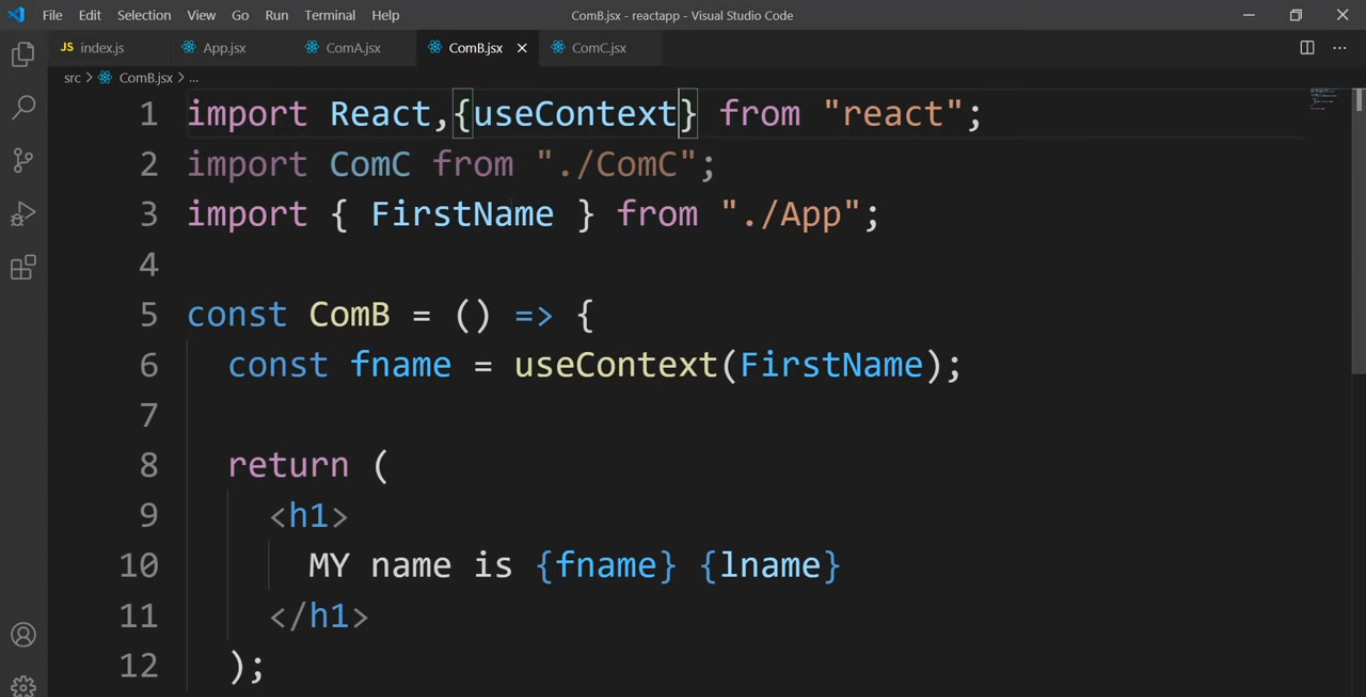 File Edit Selection View Go Run Terminal Help ComB.jsx - reactapp - Visual Studio Code
JS index.js App.jsx ComA.jsx ComB.jsx ComC.jsx
src > ComB.jsx > ...
1 import React,{useContext} from "react";
2 import ComC from "./ComC";
3 import { FirstName } from "./App";
4
5 const ComB = () => {
6 const fname = useContext(FirstName);
7
8 return (
9 <h1>
10 MY name is {fname} {lname}
11 </h1>
12 );